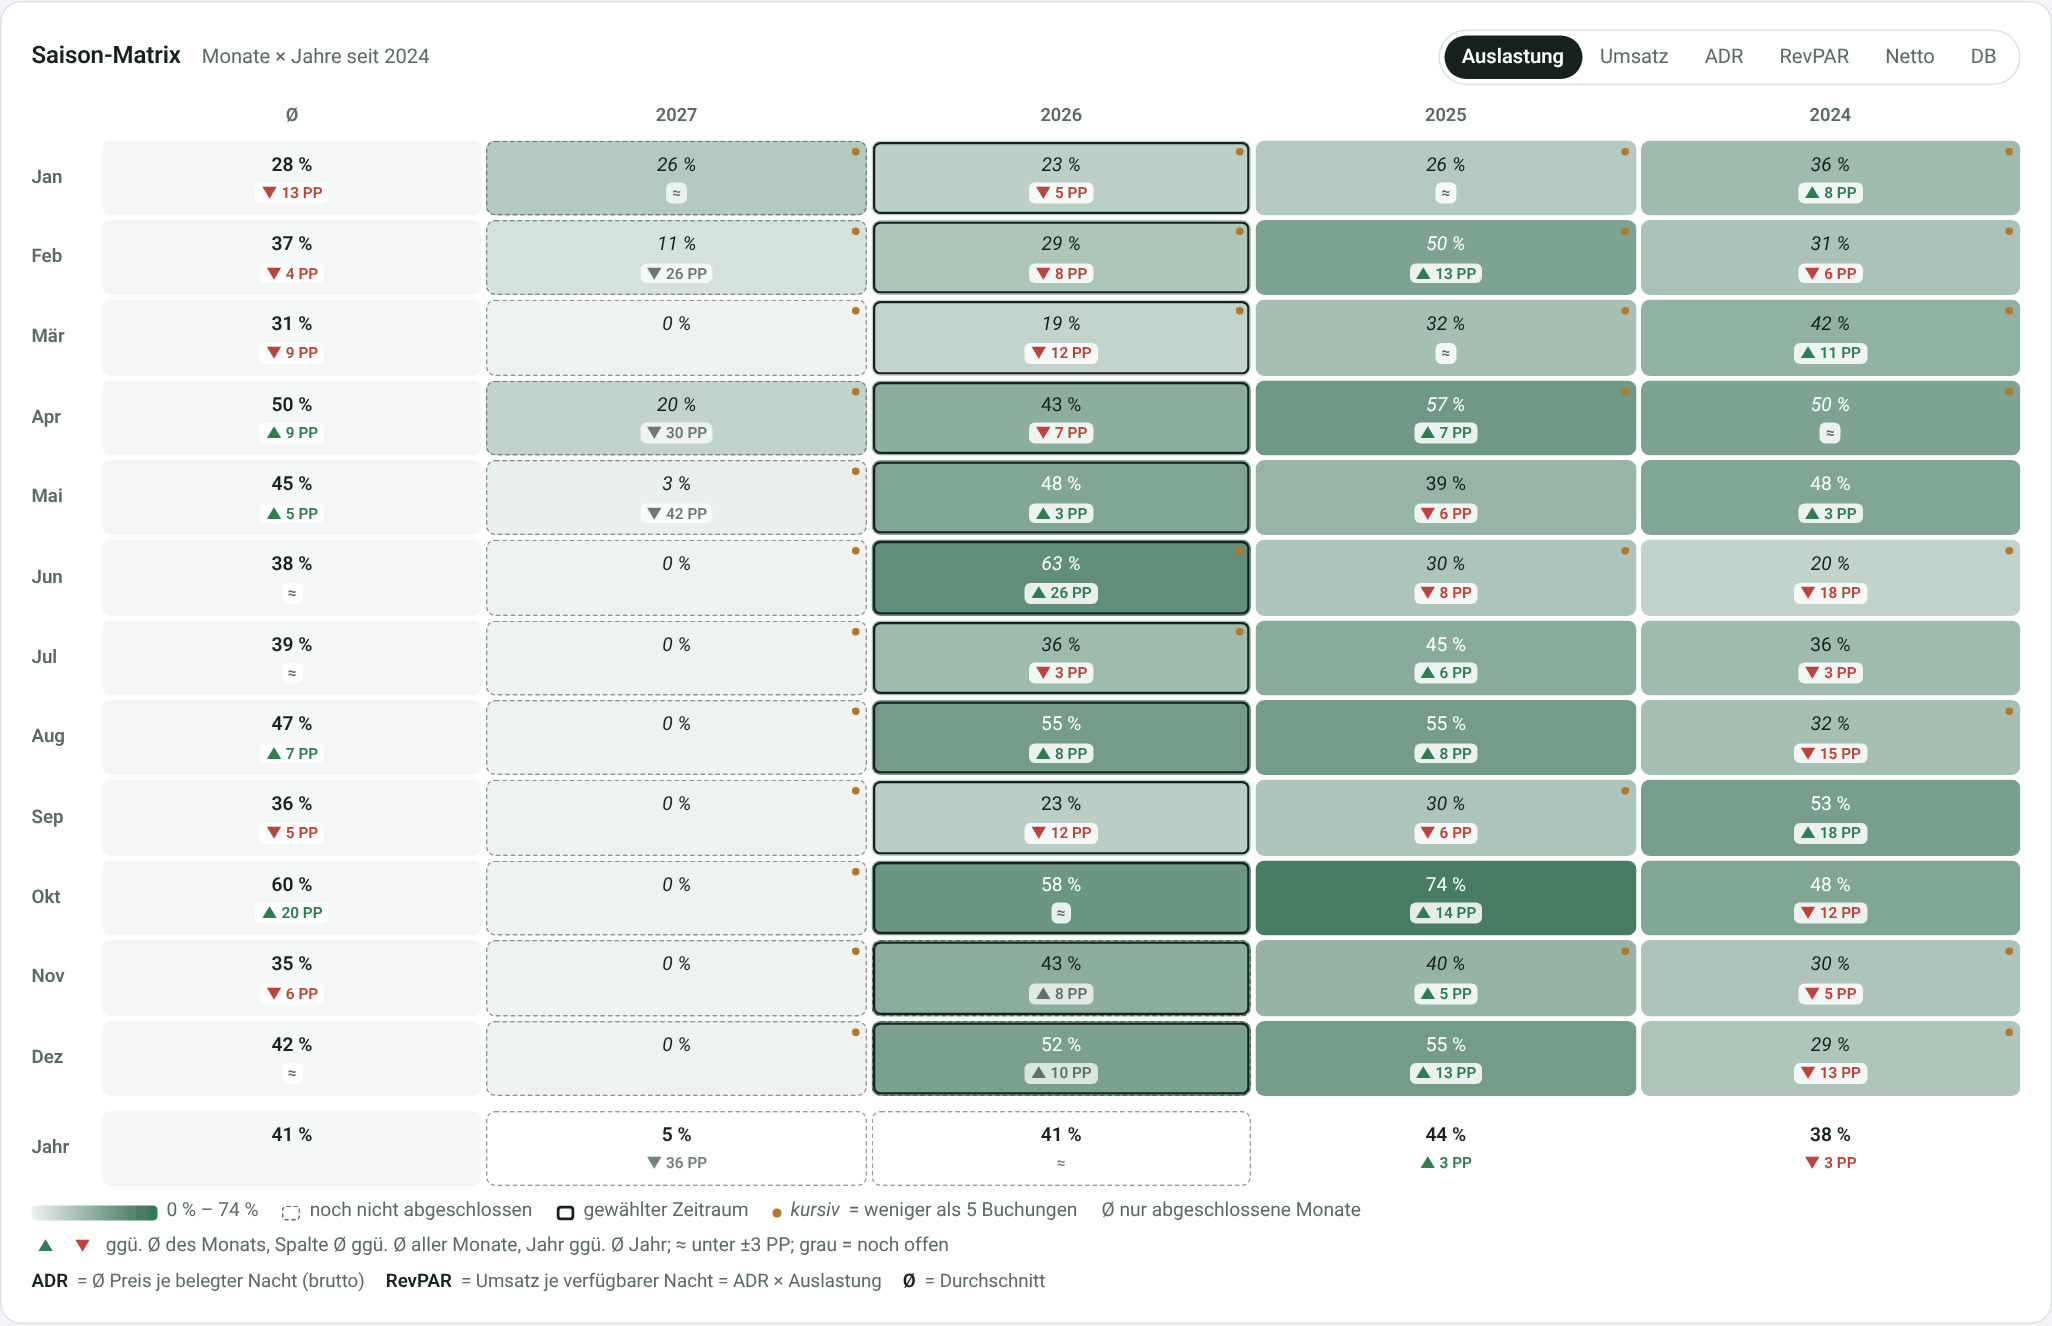 Saison-Matrix Monate × Jahre seit 2024 Auslastung Umsatz ADR RevPAR Netto DB
Ø 2027 2026 2025 2024
Jan 28 % 26 % 23 % 26 % 36 %
▼ 13 PP ≈ ▼ 5 PP ≈ ▲ 8 PP
Feb 37 % 11 % 29 % 50 % 31 %
▼ 4 PP ▼ 26 PP ▼ 8 PP ▲ 13 PP ▼ 6 PP
Mär 31 % 0 % 19 % 32 % 42 %
▼ 9 PP ▼ 12 PP ≈ ▲ 11 PP
Apr 50 % 20 % 43 % 57 % 50 %
▲ 9 PP ▼ 30 PP ▼ 7 PP ▲ 7 PP ≈
Mai 45 % 3 % 48 % 39 % 48 %
▲ 5 PP ▼ 42 PP ▲ 3 PP ▼ 6 PP ▲ 3 PP
Jun 38 % 0 % 63 % 30 % 20 %
≈ ▲ 26 PP ▼ 8 PP ▼ 18 PP
Jul 39 % 0 % 36 % 45 % 36 %
≈ ▼ 3 PP ▲ 6 PP ▼ 3 PP
Aug 47 % 0 % 55 % 55 % 32 %
▲ 7 PP ▲ 8 PP ▲ 8 PP ▼ 15 PP
Sep 36 % 0 % 23 % 30 % 53 %
▼ 5 PP ▼ 12 PP ▼ 6 PP ▲ 18 PP
Okt 60 % 0 % 58 % 74 % 48 %
▲ 20 PP ≈ ▲ 14 PP ▼ 12 PP
Nov 35 % 0 % 43 % 40 % 30 %
▼ 6 PP ▲ 8 PP ▲ 5 PP ▼ 5 PP
Dez 42 % 0 % 52 % 55 % 29 %
≈ ▲ 10 PP ▲ 13 PP ▼ 13 PP
Jahr 41 % 5 % 41 % 44 % 38 %
▼ 36 PP ≈ ▲ 3 PP ▼ 3 PP
0 % – 74 % noch nicht abgeschlossen gewählter Zeitraum kursiv = weniger als 5 Buchungen Ø nur abgeschlossene Monate
▲ ▼ ggü. Ø des Monats, Spalte Ø ggü. Ø aller Monate, Jahr ggü. Ø Jahr; ≈ unter ±3 PP; grau = noch offen
ADR = Ø Preis je belegter Nacht (brutto) RevPAR = Umsatz je verfügbarer Nacht = ADR × Auslastung Ø = Durchschnitt